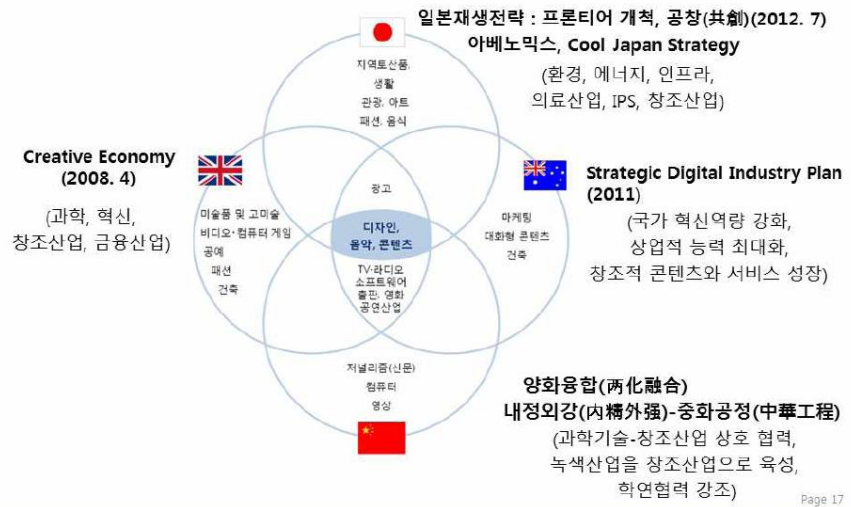 일본재생전략 : 프론티어 개척, 공창(共創)(2012. 7)
아베노믹스, Cool Japan Strategy
(환경, 에너지, 인프라,
의료산업, IPS, 창조산업)
지역토산품,
생활
관광, 아트
패션, 음식
Creative Economy
(2008. 4)
(과학, 혁신,
창조산업, 금융산업)
미술품 및 고미술
비디오·컴퓨터 게임
공예
패션
건축
광고
디자인,
음악, 콘텐츠
TV·라디오
소프트웨어
출판, 영화
공연산업
마케팅
대화형 콘텐츠
건축
Strategic Digital Industry Plan
(2011)
(국가 혁신역량 강화,
상업적 능력 최대화,
창조적 콘텐츠와 서비스 성장)
저널리즘(신문)
컴퓨터
영상
양화융합(两化融合)
내정외강(内精外强)-중화공정(中華工程)
(과학기술-창조산업 상호 협력,
녹색산업을 창조산업으로 육성,
학연협력 강조)
Page 17